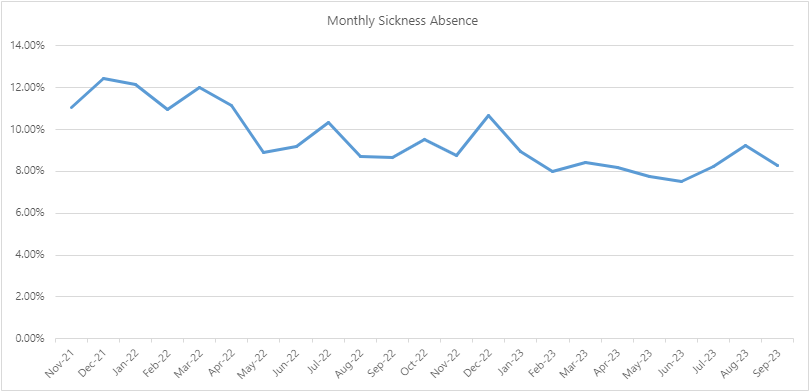 Monthly Sickness Absence
14.00%
12.00%
10.00%
8.00%
6.00%
4.00%
2.00%
0.00%
Nov-21
Dec-21
Jan-22
Feb-22
Mar-22
Apr-22
May-22
Jun-22
Jul-22
Aug-22
Sep-22
Oct-22
Nov-22
Dec-22
Jan-23
Feb-23
Mar-23
Apr-23
May-23
Jun-23
Jul-23
Aug-23
Sep-23